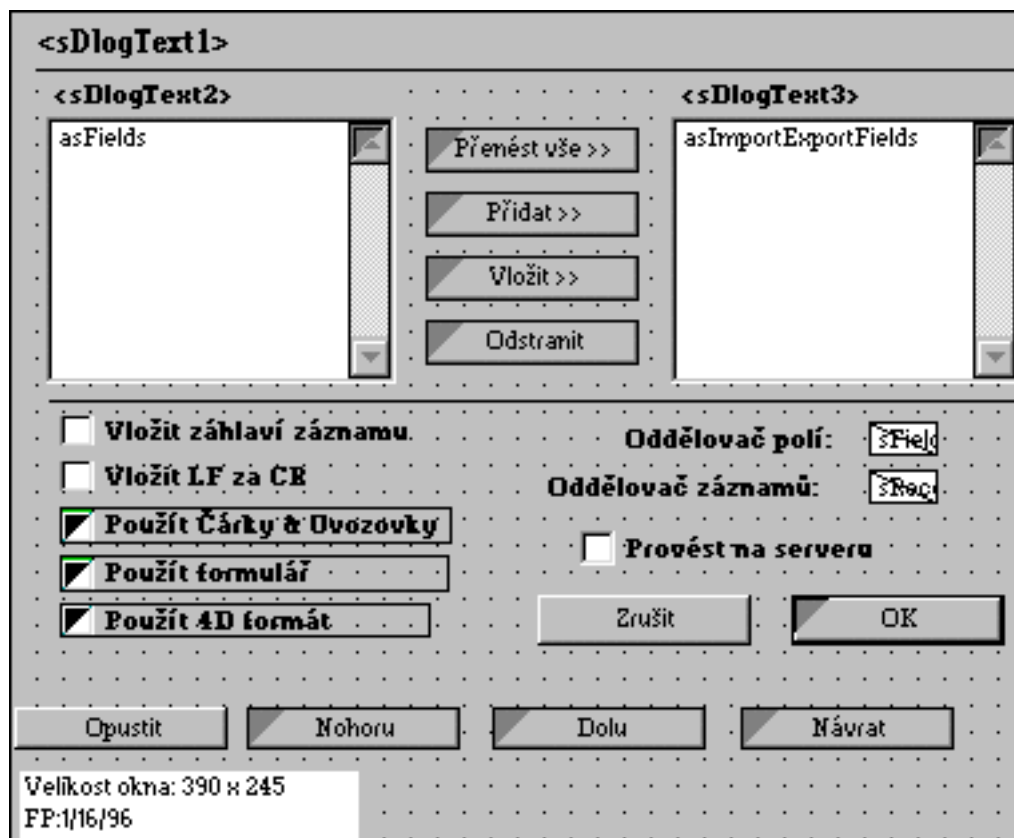 <sDlogText1>
<sDlogText2>
<sDlogText3>
asFields
asImportExportFields
Přenést vše >>
Přidat >>
Vložit >>
Odstranit
Vložit záhlaví záznamu
Vložít LF za CR
Použít Čárky & Uvozovky
Použít formulář
Použít 4D formát
Oddělovač polí:
Oddělovač záznamů:
Provést na serveru
Zrušit
OK
Opustit
Nohoru
Dolu
Návrat
Velikost okna: 390 x 245
FP:1/16/96